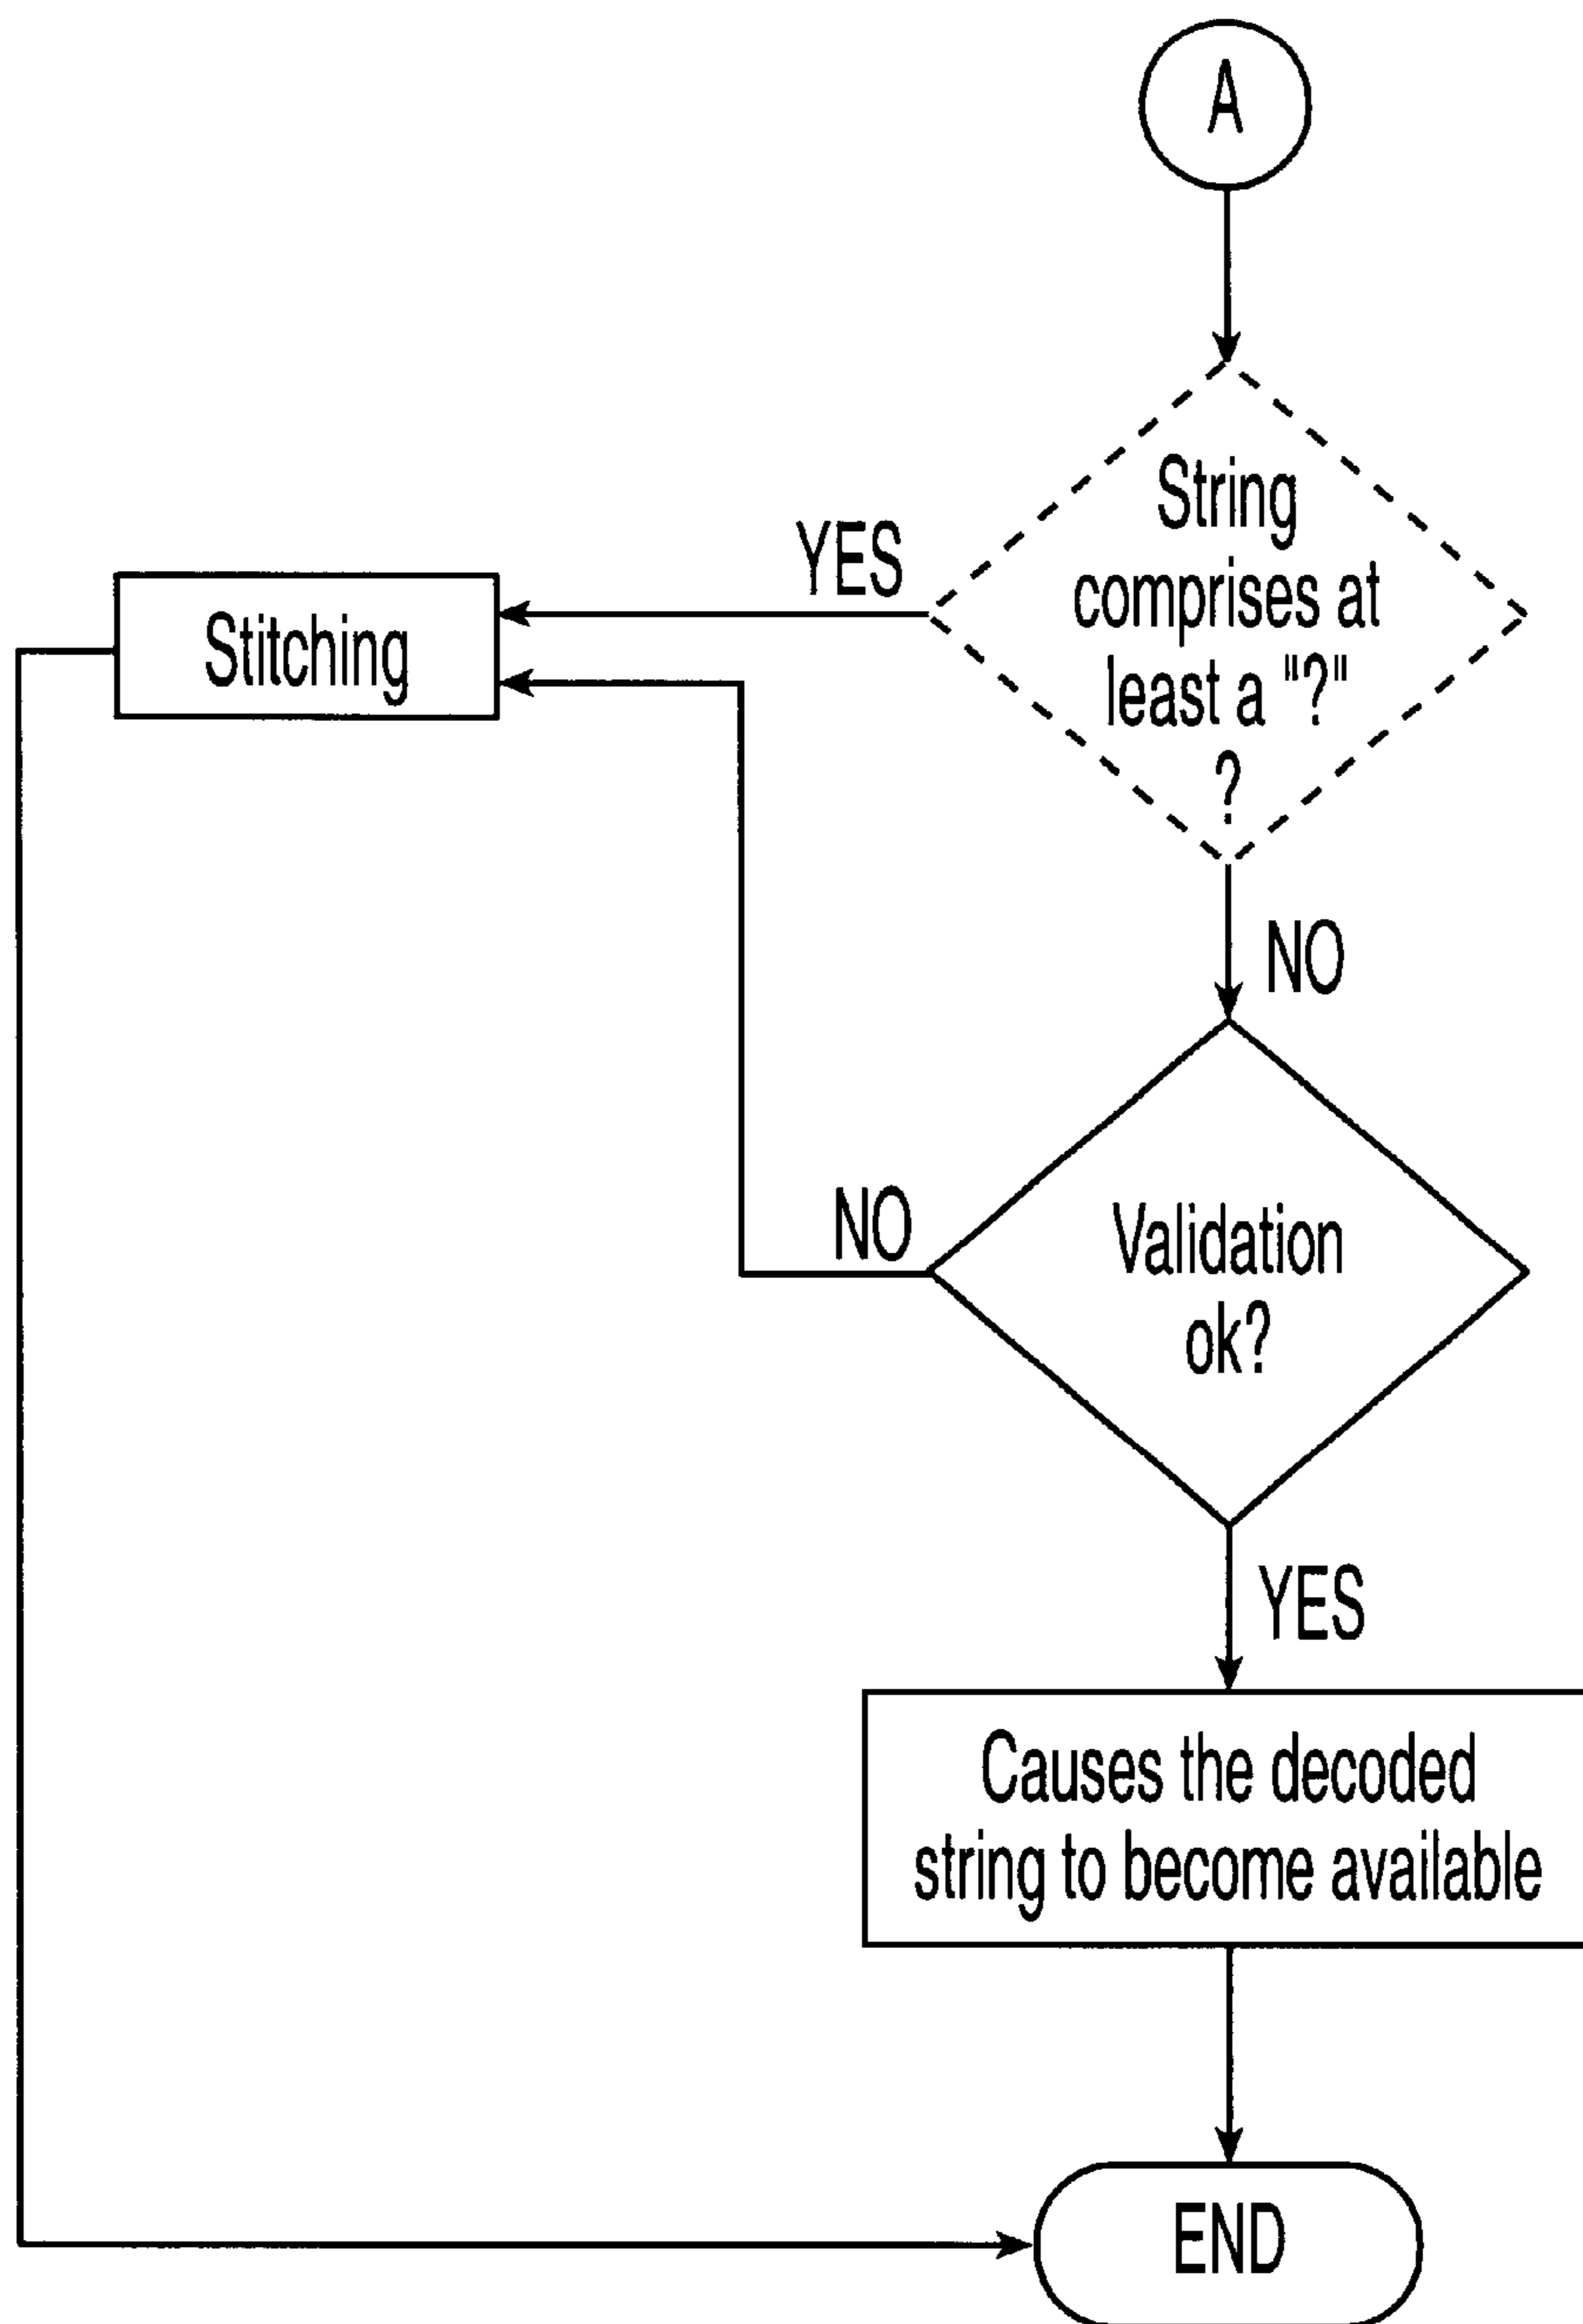 A
String
comprises at
least a "?"
?
YES
Stitching
NO
Validation
ok?
NO
YES
Causes the decoded
string to become available
END